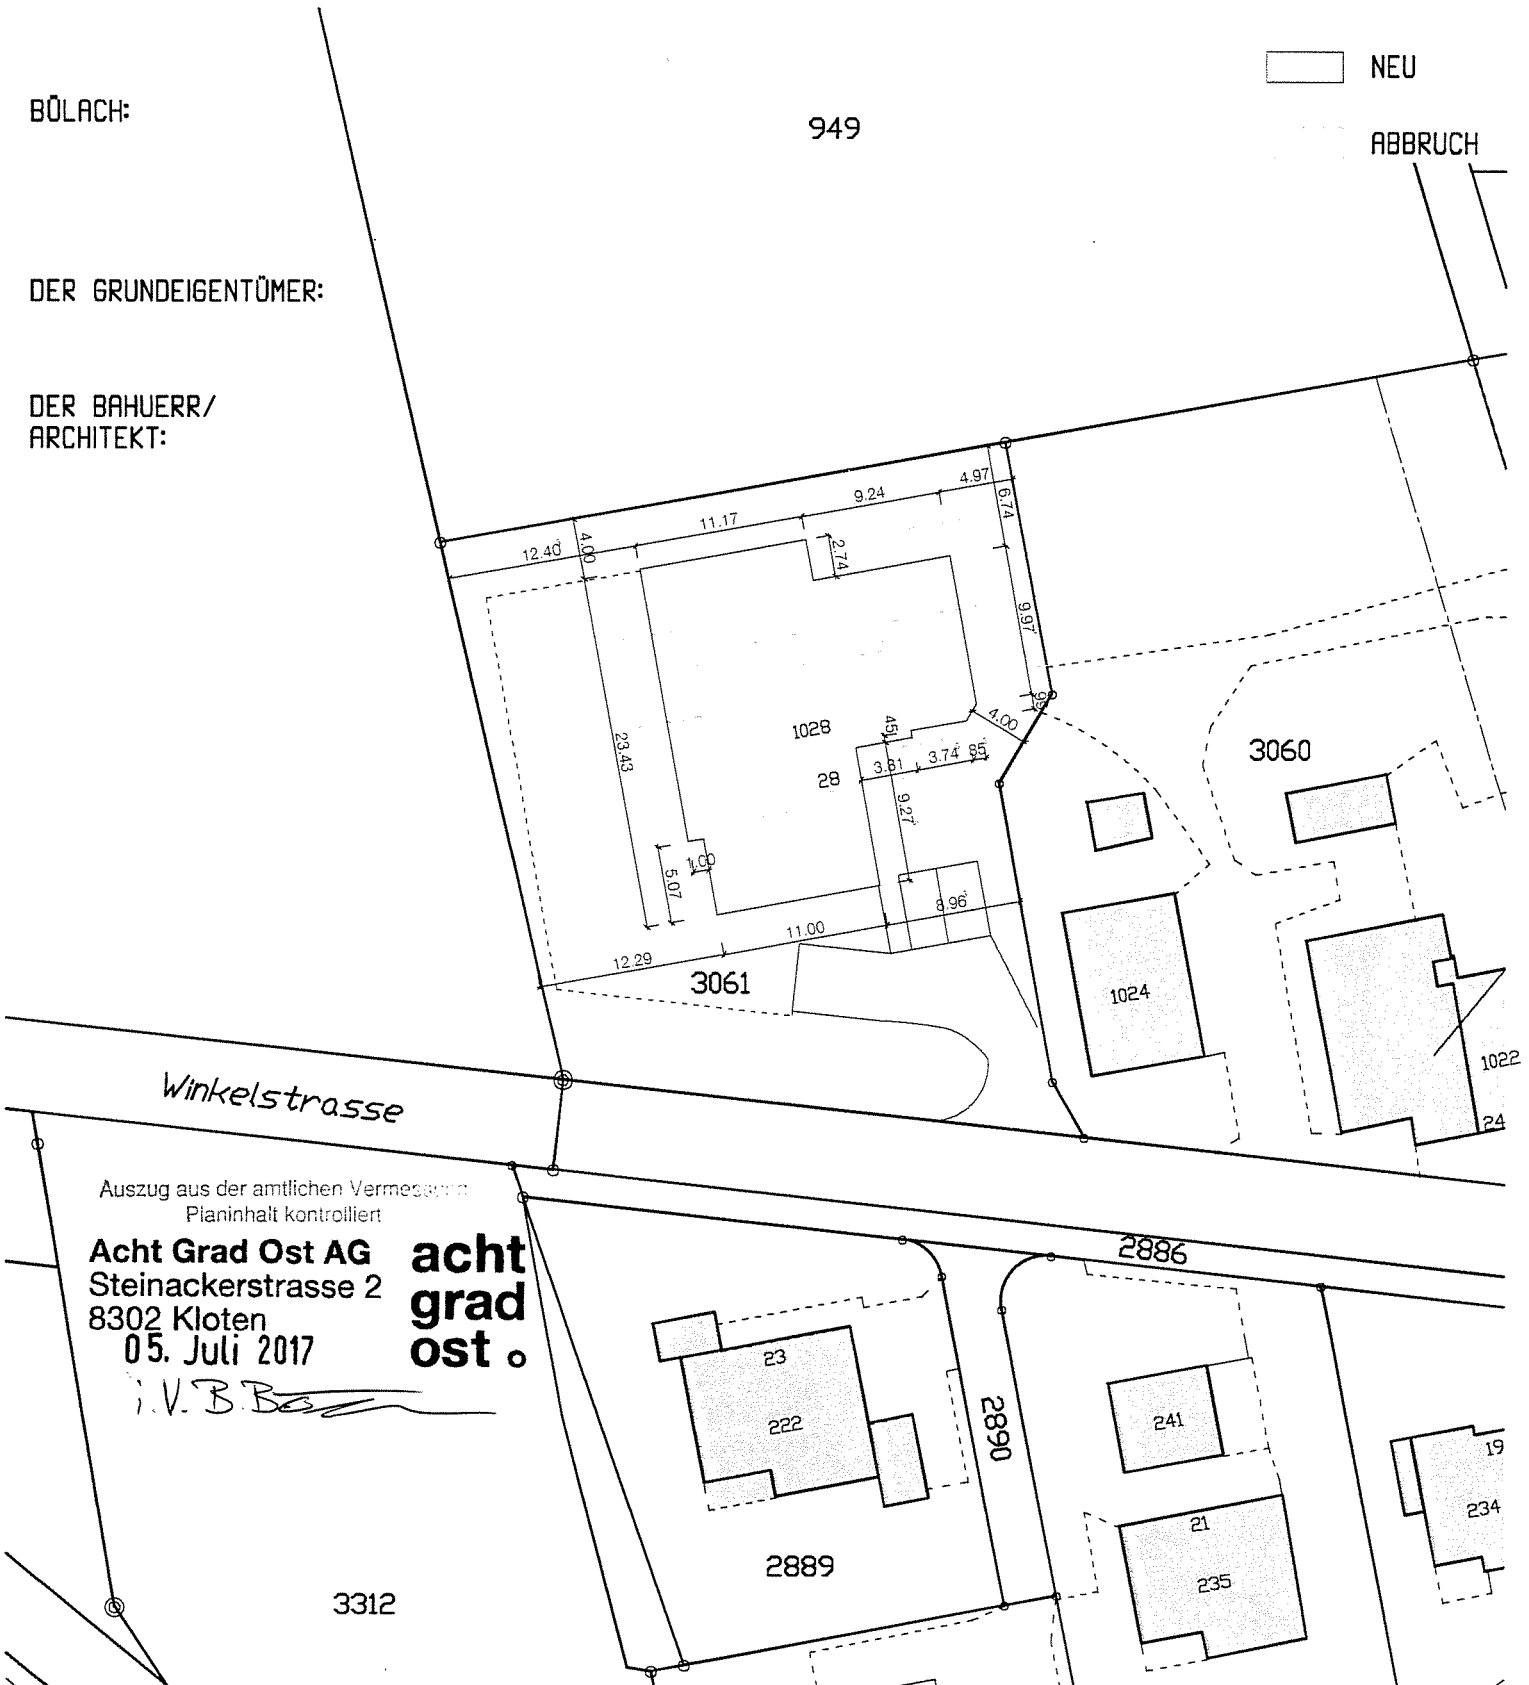 BÜLACH:
NEU
949
ABBRUCH
DER GRUNDEIGENTÜMER:
DER BAHUERR/
ARCHITEKT:
4.97
9.24
6.74
11.17
12.40
4.00
2.74
9.97
99
4.00
1028
45
3060
23.43
28
3.81
3.74
85
9.27
1.00
5.07
8.96
11.00
12.29
3061
1024
1022
24
Winkelstrasse
Auszug aus der amtlichen Vermessung
Planinhalt kontrolliert
Acht Grad Ost AG
Steinackerstrasse 2
8302 Kloten
05. Juli 2017
i.V. B.
acht
grad
ost
2886
23
222
2890
241
19
234
21
235
2889
3312